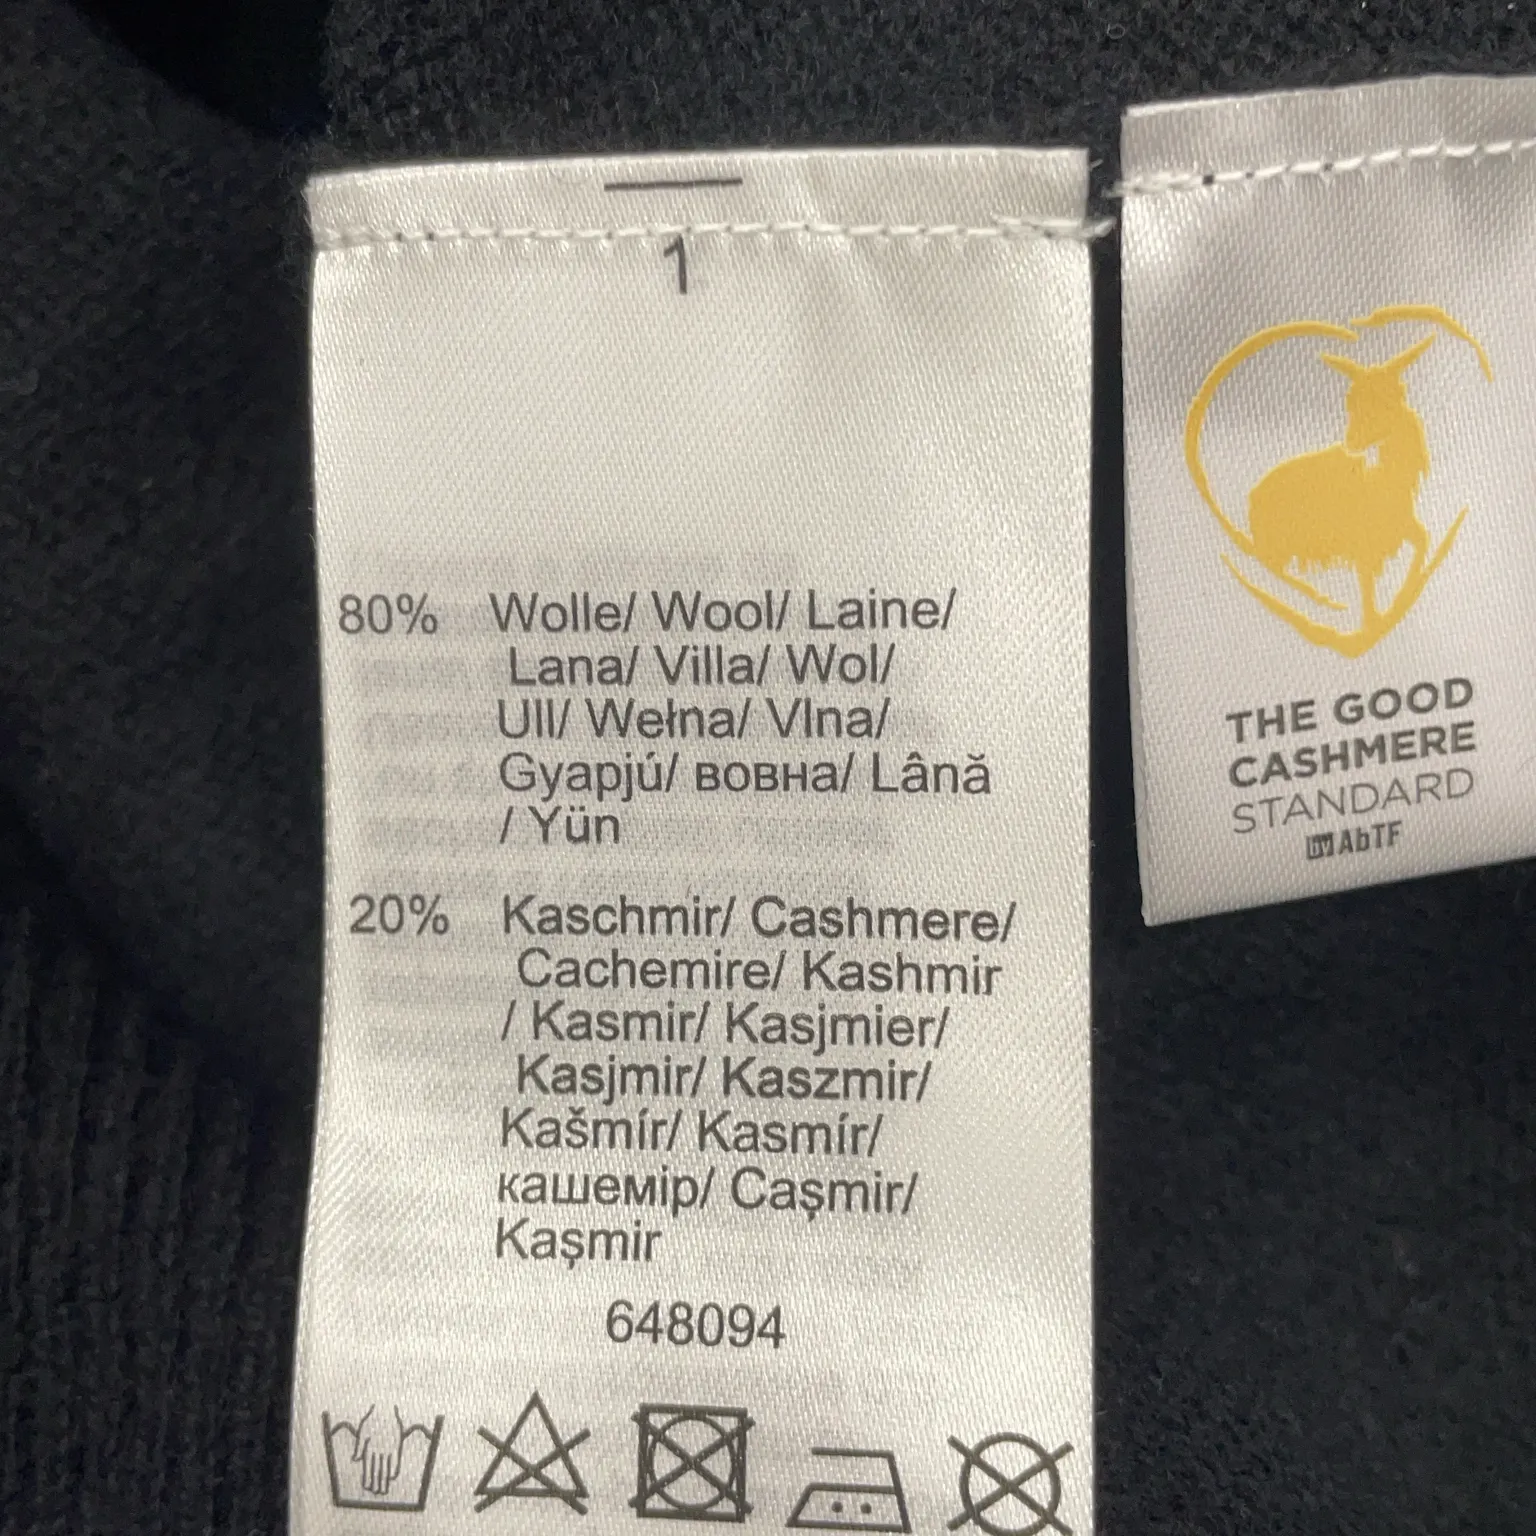 1
80% Wolle/ Wool/ Laine/
Lana/ Villa/ Wol/
Ull/ Wełna/ Vlna/
Gyapjú/ вовна/ Lână
/ Yün
20% Kaschmir/ Cashmere/
Cachemire/ Kashmir
/ Kasmir/ Kasjmier/
Kasjmir/ Kaszmir/
Kašmír/ Kasmír/
кашемір/ Caşmir/
Kaşmir
648094
THE GOOD
CASHMERE
STANDARD
BY AbTF